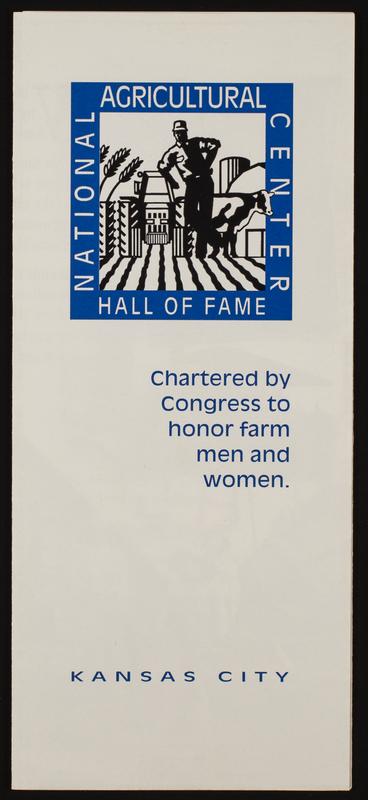 NATIONAL
AGRICULTURAL
CENTER
HALL OF FAME
Chartered by
Congress to
honor farm
men and
women.
KANSAS CITY